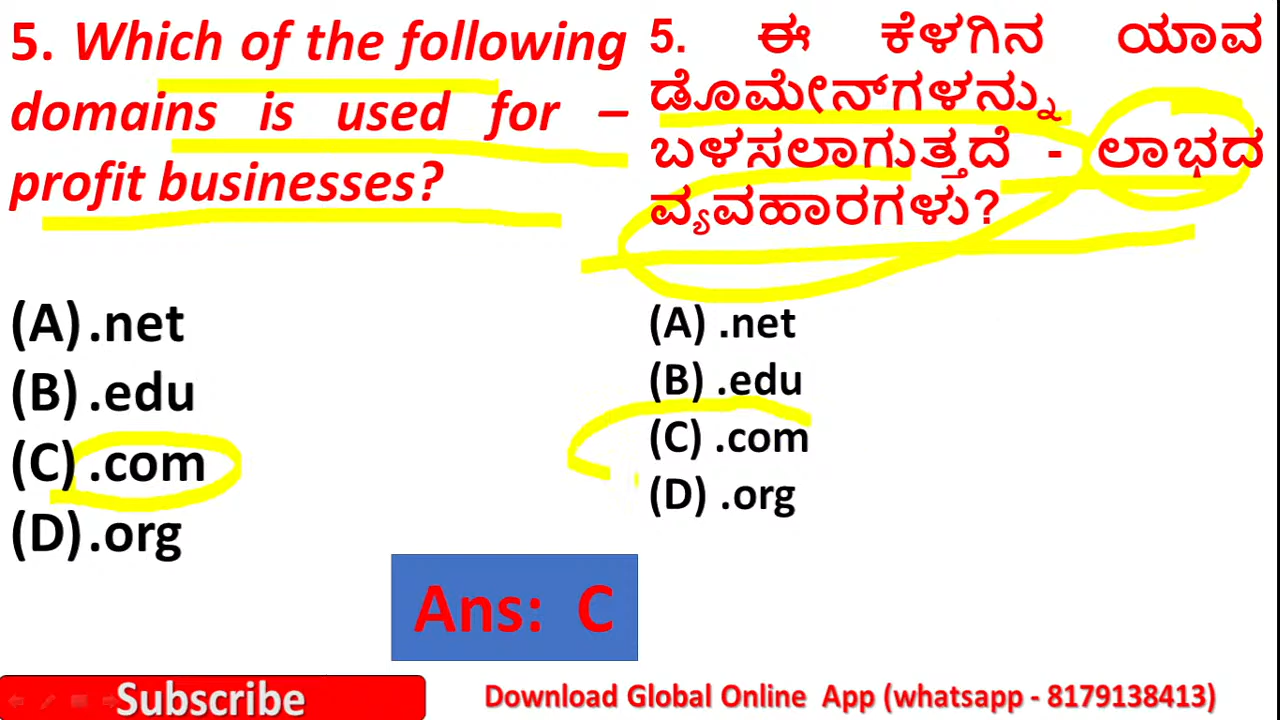 5. Which of the following
domains is used for –
profit businesses?
(A) .net
(B) .edu
(C) .com
(D) .org
5. ಈ ಕೆಳಗಿನ ಯಾವ
ಡೊಮೇನ್‌ಗಳನ್ನು
ಬಳಸಲಾಗುತ್ತದೆ - ಲಾಭದ
ವ್ಯವಹಾರಗಳು?
(A) .net
(B) .edu
(C) .com
(D) .org
Ans: C
Subscribe
Download Global Online App (whatsapp - 8179138413)